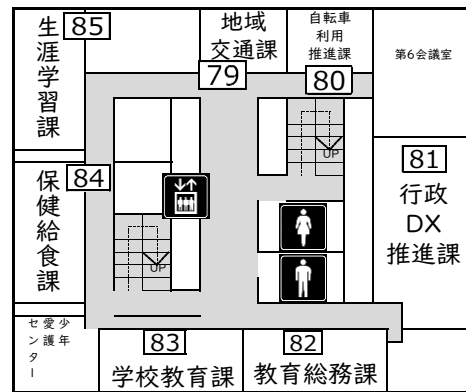 85
生涯学習課
地域
交通課
79
自転車
利用
推進課
80
第6会議室
UP
81
行政
DX
推進課
84
保健給食課
UP
少年
愛護
センター
83
学校教育課
82
教育総務課